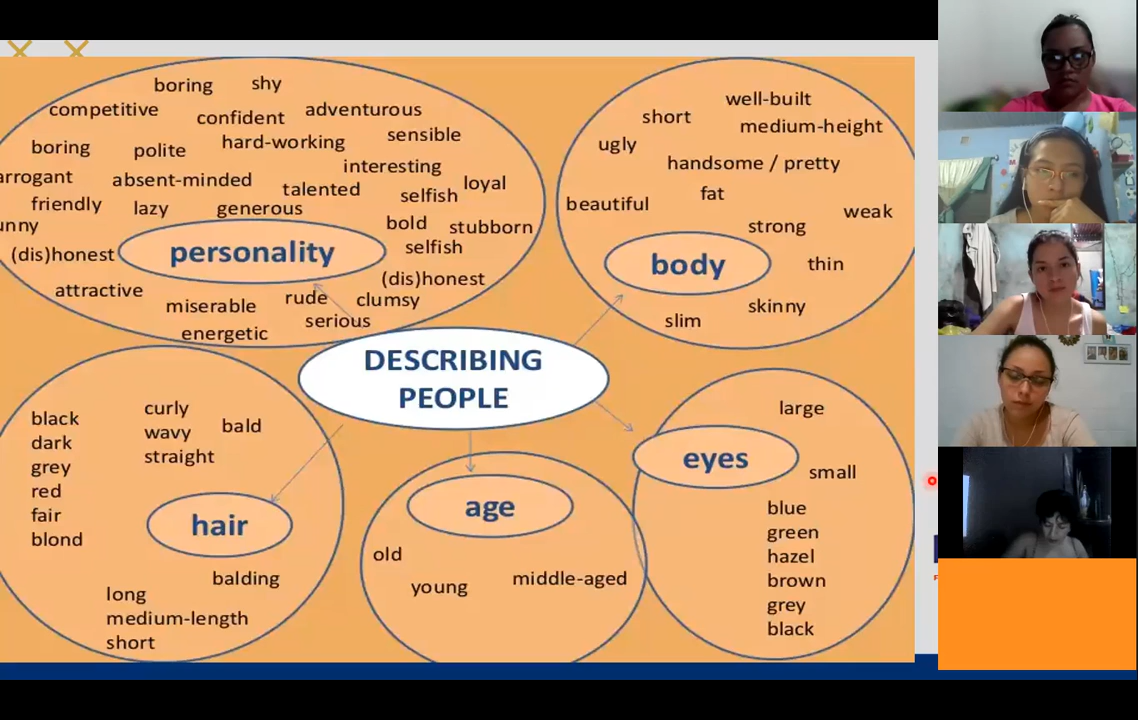 boring shy
competitive confident adventurous
hard-working sensible
boring polite interesting
arrogant absent-minded talented selfish loyal
friendly lazy generous
unny bold stubborn
(dis)honest personality selfish
(dis)honest
attractive miserable rude clumsy
energetic serious
well-built
short medium-height
ugly
handsome / pretty
fat
beautiful weak
strong
body thin
skinny
slim
DESCRIBING
PEOPLE
black
dark
grey
red
fair
blond
curly
wavy
straight
bald
hair
balding
long
medium-length
short
age
old
young middle-aged
large
eyes
small
blue
green
hazel
brown
grey
black